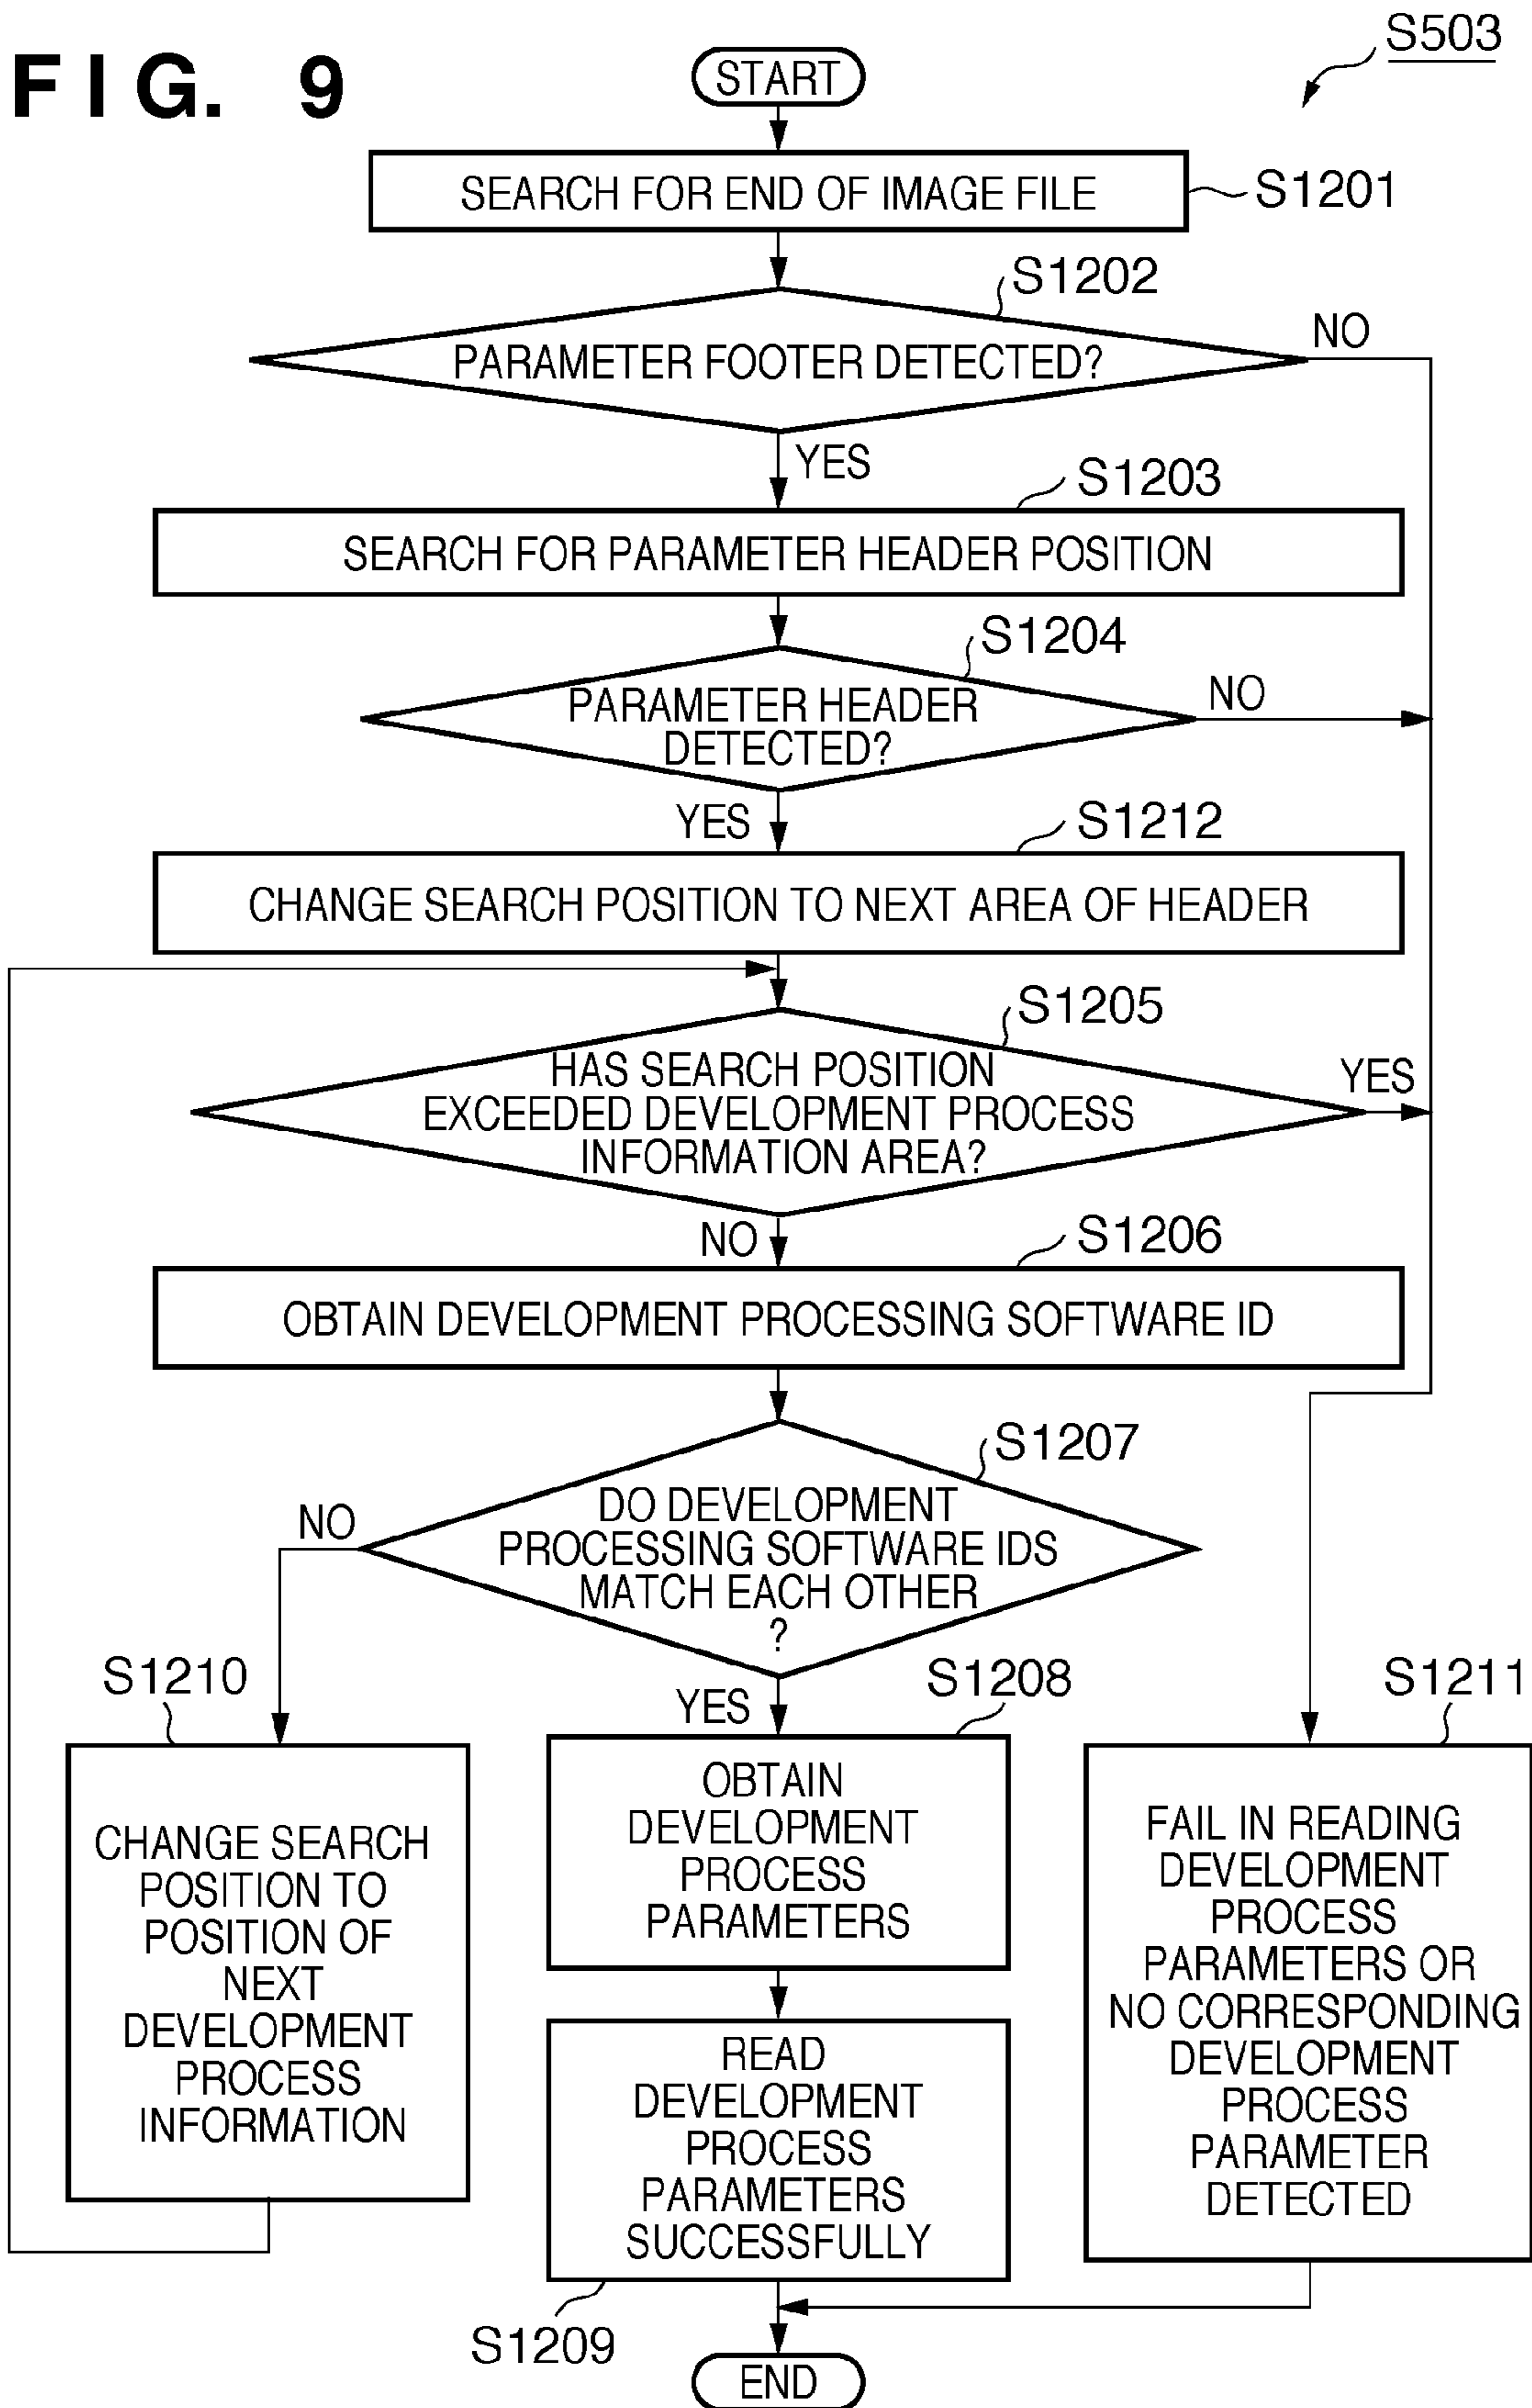 FIG. 9
S503
START
SEARCH FOR END OF IMAGE FILE
S1201
S1202
PARAMETER FOOTER DETECTED?
NO
YES
S1203
SEARCH FOR PARAMETER HEADER POSITION
S1204
PARAMETER HEADER
DETECTED?
NO
YES
S1212
CHANGE SEARCH POSITION TO NEXT AREA OF HEADER
S1205
HAS SEARCH POSITION
EXCEEDED DEVELOPMENT PROCESS
INFORMATION AREA?
YES
NO
S1206
OBTAIN DEVELOPMENT PROCESSING SOFTWARE ID
S1207
DO DEVELOPMENT
PROCESSING SOFTWARE IDS
MATCH EACH OTHER
?
NO
YES
S1210
CHANGE SEARCH
POSITION TO
POSITION OF
NEXT
DEVELOPMENT
PROCESS
INFORMATION
S1208
OBTAIN
DEVELOPMENT
PROCESS
PARAMETERS
READ
DEVELOPMENT
PROCESS
PARAMETERS
SUCCESSFULLY
S1209
S1211
FAIL IN READING
DEVELOPMENT
PROCESS
PARAMETERS OR
NO CORRESPONDING
DEVELOPMENT
PROCESS
PARAMETER
DETECTED
END